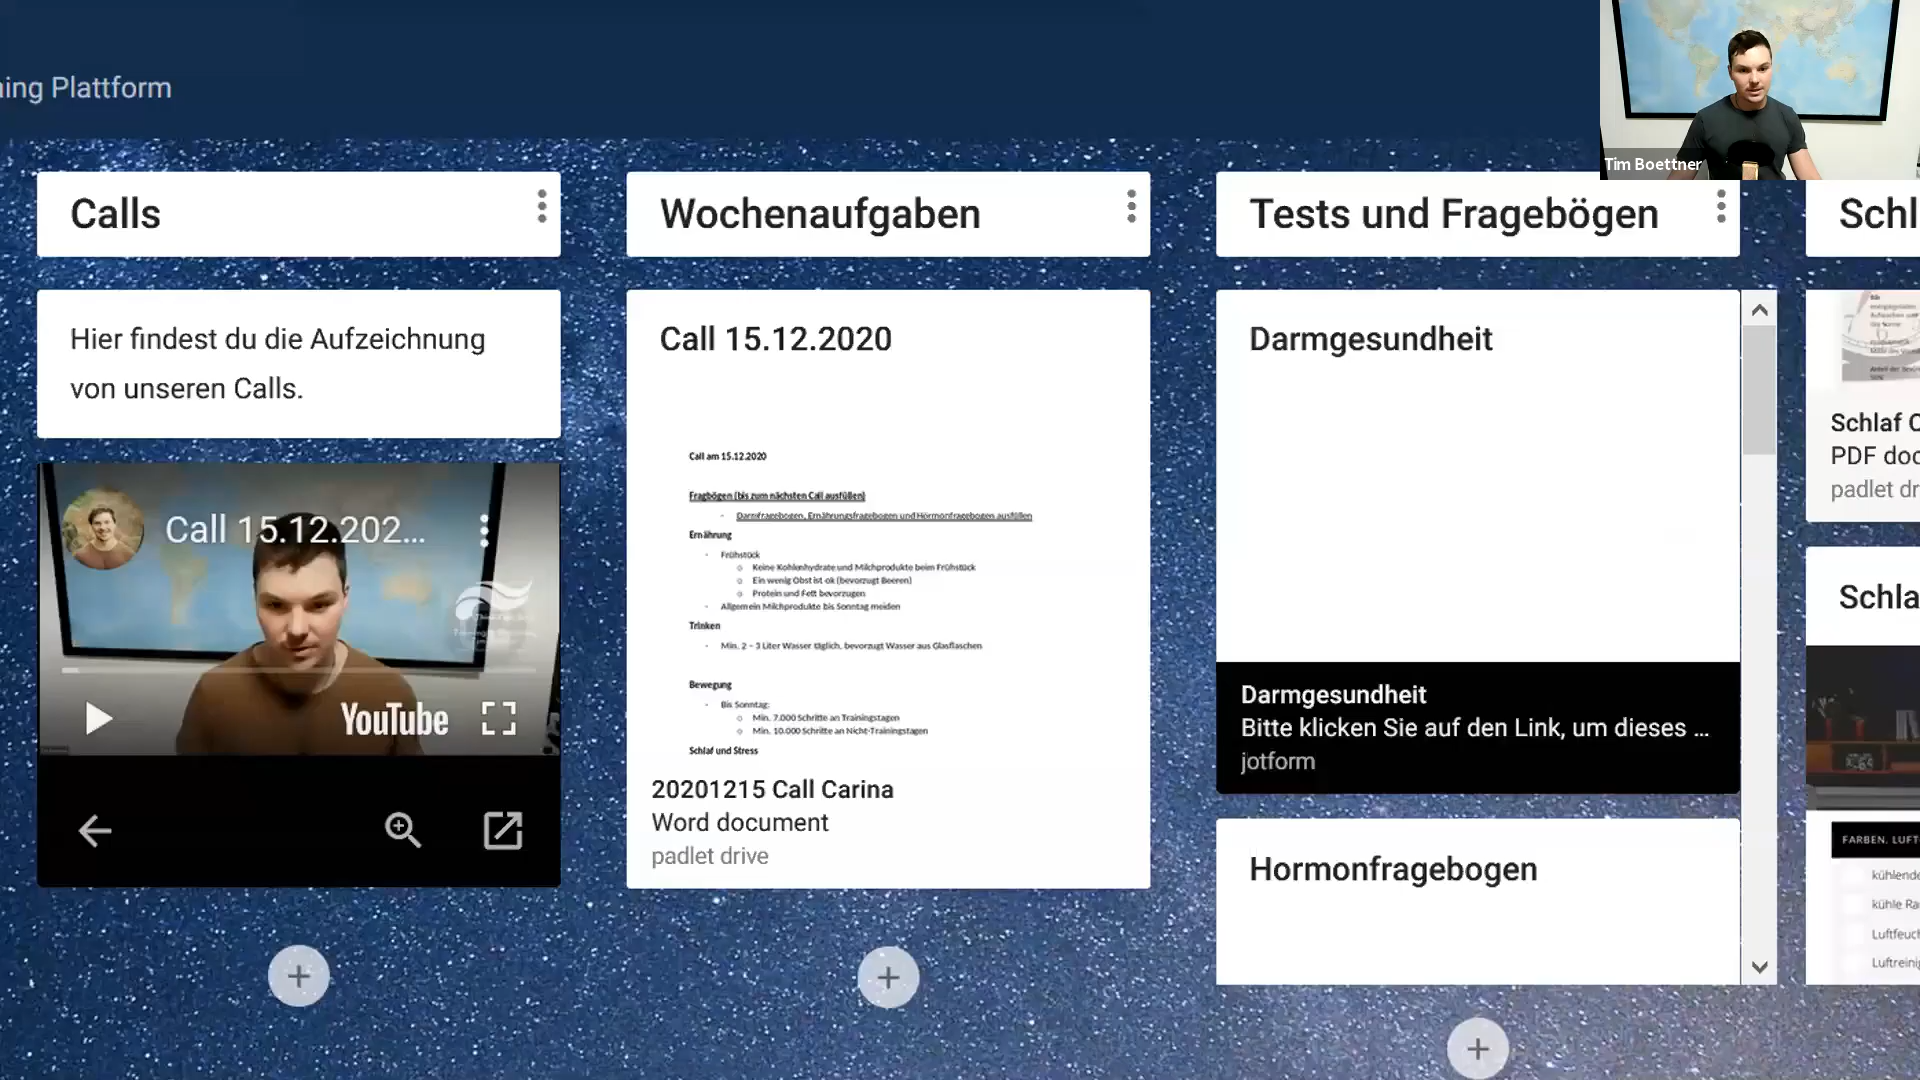 ing Plattform
Tim Boettner
Calls
Hier findest du die Aufzeichnung
von unseren Calls.
Call 15.12.202...
YouTube
Wochenaufgaben
Call 15.12.2020
Call am 15.12.2020
Fragbögen (bis zum nächsten Call ausfüllen)
- Darmfragebogen, Ernährungsfragebogen und Hormonfragebogen ausfüllen
Ernährung
- Frühstück
o Keine Kohlenhydrate und Milchprodukte beim Frühstück
o Ein wenig Obst ist ok (bevorzugt Beeren)
o Protein und Fett bevorzugen
- Allgemein Milchprodukte bis Sonntag meiden
Trinken
- Min. 2 – 3 Liter Wasser täglich, bevorzugt Wasser aus Glasflaschen
Bewegung
- Bis Sonntag:
o Min. 7.000 Schritte an Trainingstagen
o Min. 10.000 Schritte an Nicht-Trainingstagen
Schlaf und Stress
20201215 Call Carina
Word document
padlet drive
Tests und Fragebögen
Darmgesundheit
Darmgesundheit
Bitte klicken Sie auf den Link, um dieses ...
jotform
Hormonfragebogen
Schl
Schlaf C
PDF doc
padlet dr
Schla
FARBEN, LUFT
kühlende
kühle Ra
Luftfeuch
Luftreinig